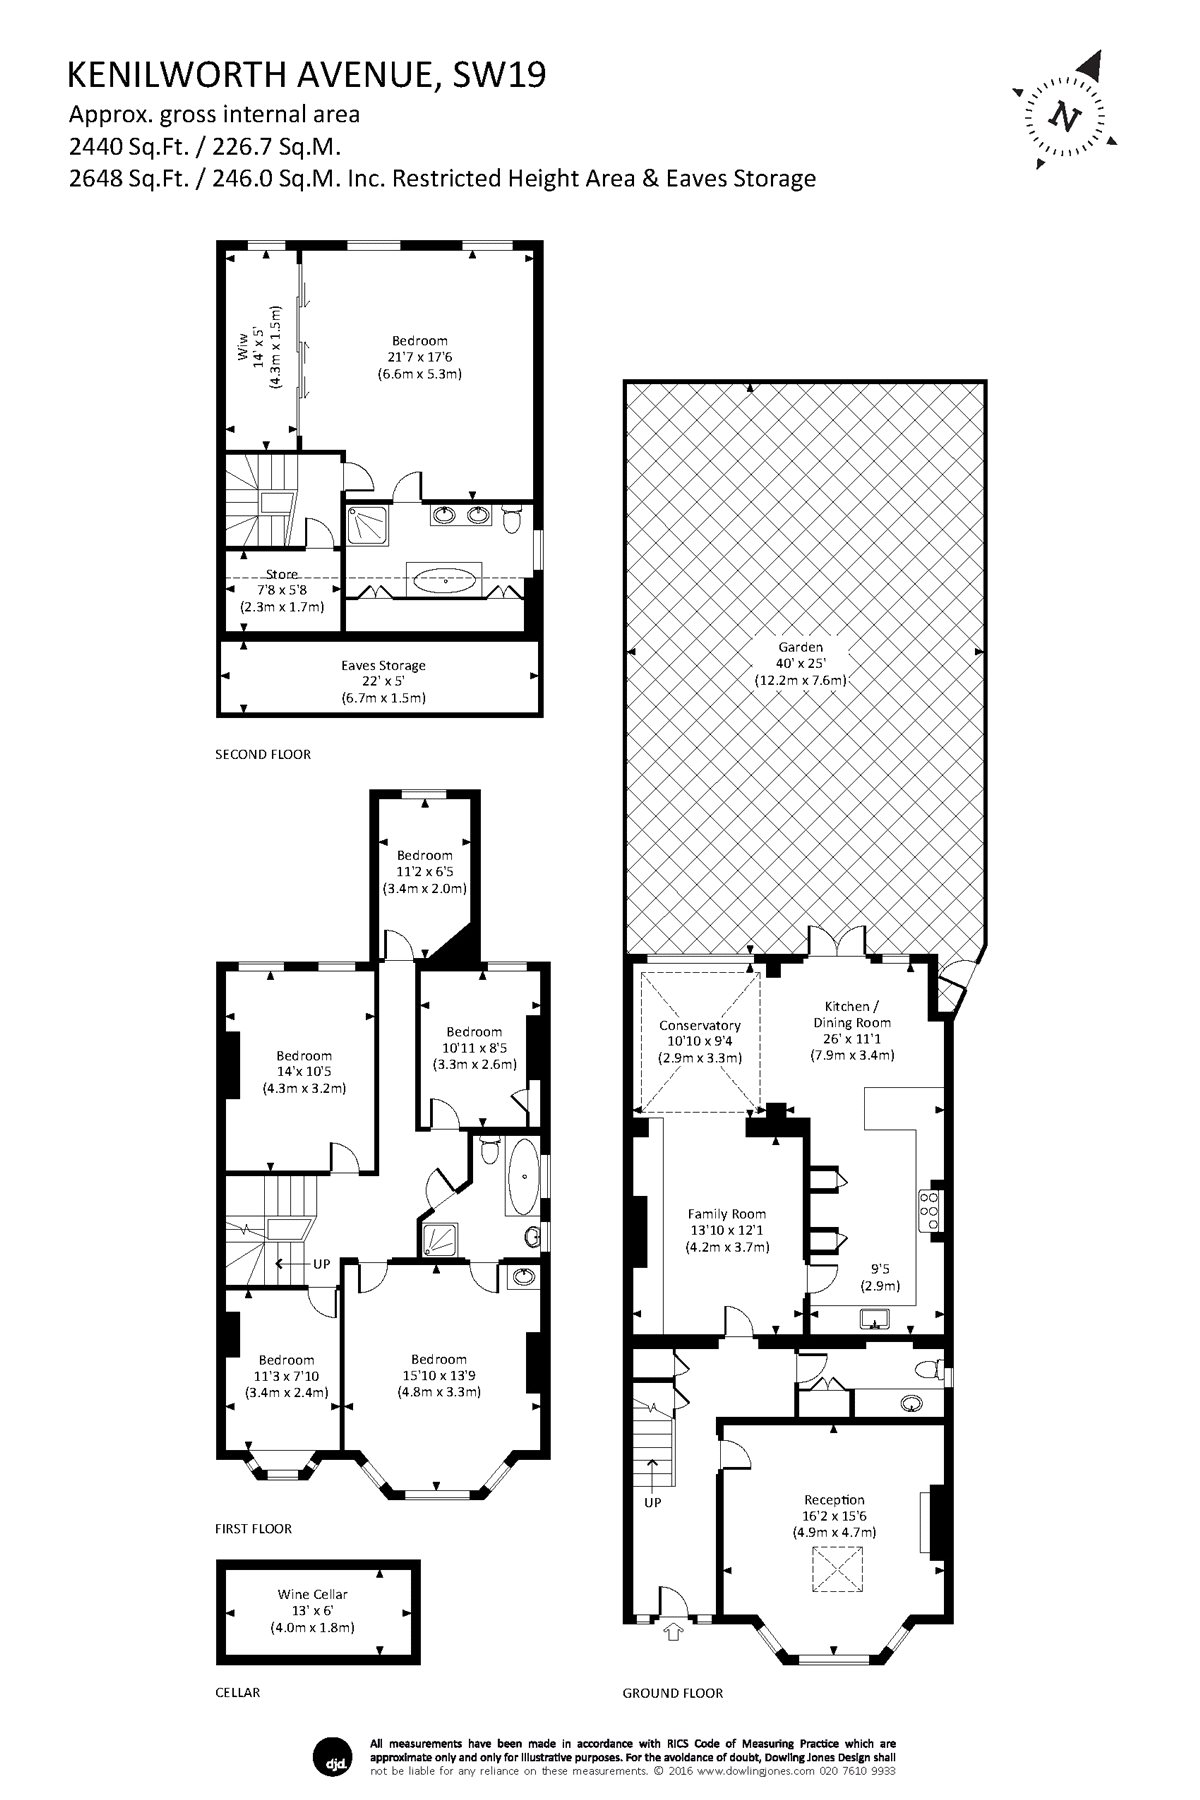 KENILWORTH AVENUE, SW19
Approx. gross internal area
2440 Sq.Ft. / 226.7 Sq.M.
2648 Sq.Ft. / 246.0 Sq.M. Inc. Restricted Height Area & Eaves Storage
N
Wiw
14' x 5'
(4.3m x 1.5m)
Bedroom
21'7 x 17'6
(6.6m x 5.3m)
Store
7'8 x 5'8
(2.3m x 1.7m)
Eaves Storage
22' x 5'
(6.7m x 1.5m)
SECOND FLOOR
Garden
40' x 25'
(12.2m x 7.6m)
Bedroom
11'2 x 6'5
(3.4m x 2.0m)
Bedroom
14'x 10'5
(4.3m x 3.2m)
Bedroom
10'11 x 8'5
(3.3m x 2.6m)
UP
Bedroom
11'3 x 7'10
(3.4m x 2.4m)
Bedroom
15'10 x 13'9
(4.8m x 3.3m)
FIRST FLOOR
Wine Cellar
13' x 6'
(4.0m x 1.8m)
CELLAR
Conservatory
10'10 x 9'4
(2.9m x 3.3m)
Kitchen /
Dining Room
26' x 11'1
(7.9m x 3.4m)
Family Room
13'10 x 12'1
(4.2m x 3.7m)
9'5
(2.9m)
UP
Reception
16'2 x 15'6
(4.9m x 4.7m)
GROUND FLOOR
djd.
All measurements have been made in accordance with RICS Code of Measuring Practice which are
approximate only and only for illustrative purposes. For the avoidance of doubt, Dowling Jones Design shall
not be liable for any reliance on these measurements. © 2016 www.dowlingjones.com 020 7610 9933